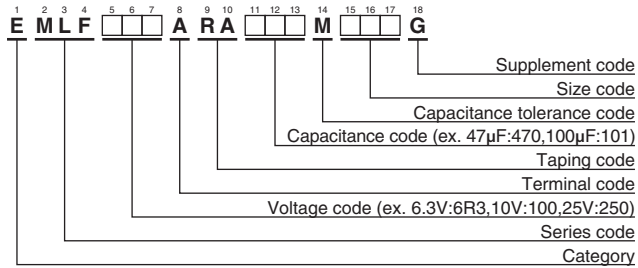 1 2 3 4 5 6 7 8 9 10 11 12 13 14 15 16 17 18
E M L F A R A M G
Supplement code
Size code
Capacitance tolerance code
Capacitance code (ex. 47µF:470,100µF:101)
Taping code
Terminal code
Voltage code (ex. 6.3V:6R3,10V:100,25V:250)
Series code
Category